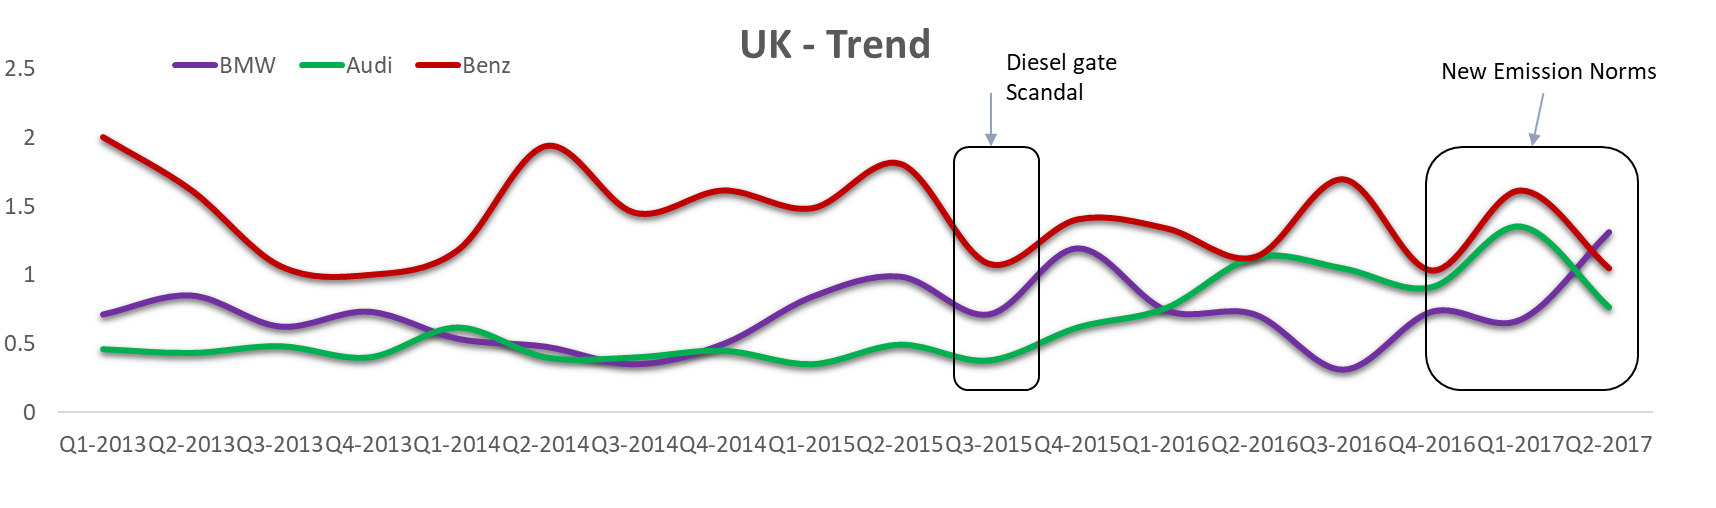 UK - Trend
BMW Audi Benz
Diesel gate
Scandal
New Emission Norms
2.5
2
1.5
1
0.5
0
Q1-2013 Q2-2013 Q3-2013 Q4-2013 Q1-2014 Q2-2014 Q3-2014 Q4-2014 Q1-2015 Q2-2015 Q3-2015 Q4-2015 Q1-2016 Q2-2016 Q3-2016 Q4-2016 Q1-2017 Q2-2017